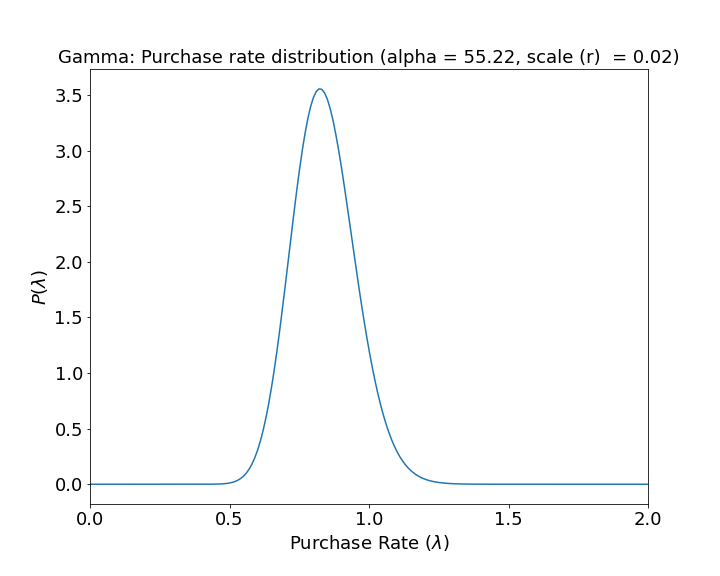 Gamma: Purchase rate distribution (alpha = 55.22, scale (r)  = 0.02)
3.5
3.0
2.5
2.0
1.5
1.0
0.5
0.0
P(λ)
0.0 0.5 1.0 1.5 2.0
Purchase Rate (λ)